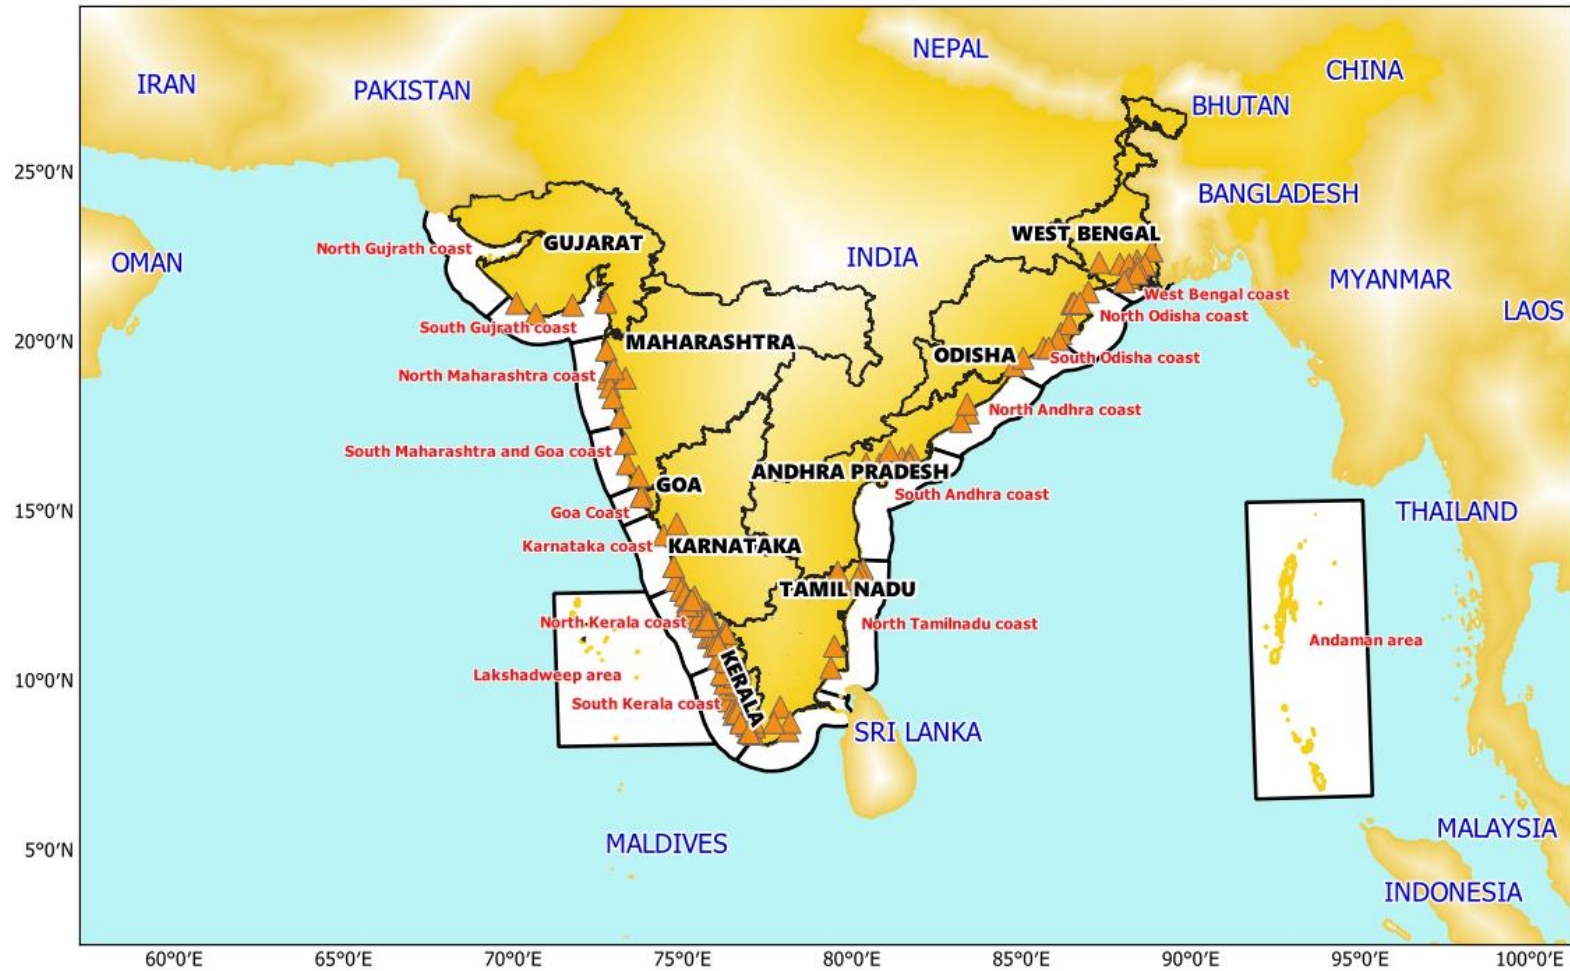 NEPAL
CHINA
IRAN
PAKISTAN
BHUTAN
25°0’N
BANGLADESH
WEST BENGAL
GUJARAT
North Gujrath coast
INDIA
OMAN
MYANMAR
West Bengal coast
LAOS
North Odisha coast
South Gujrath coast
20°0’N
MAHARASHTRA
ODISHA
South Odisha coast
North Maharashtra coast
North Andhra coast
South Maharashtra and Goa coast
ANDHRA PRADESH
GOA
South Andhra coast
15°0’N
Goa Coast
THAILAND
Karnataka coast
KARNATAKA
TAMIL NADU
North Kerala coast
North Tamilnadu coast
Andaman area
KERALA
Lakshadweep area
10°0’N
South Kerala coast
SRI LANKA
MALAYSIA
MALDIVES
5°0’N
INDONESIA
60°0’E
65°0’E
70°0’E
75°0’E
80°0’E
85°0’E
90°0’E
95°0’E
100°0’E